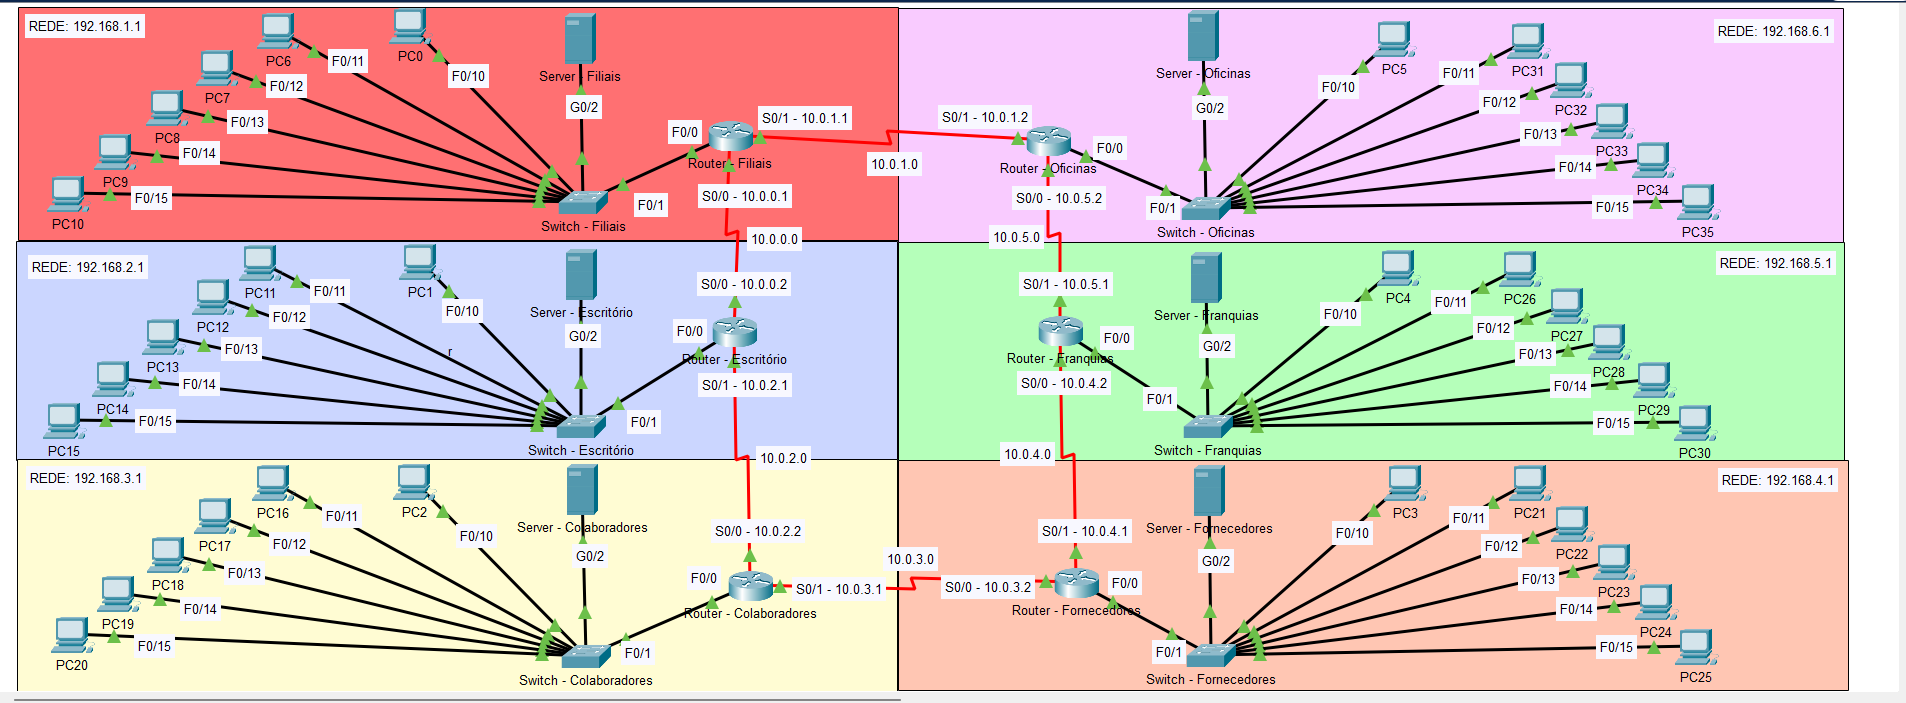 REDE: 192.168.1.1
PC6
F0/11
PC0
F0/10
PC7
F0/12
PC8
F0/13
PC9
F0/14
PC10
F0/15
Server - Filiais
G0/2
F0/0
S0/1 - 10.0.1.1
Router - Filiais
S0/0 - 10.0.0.1
F0/1
Switch - Filiais
10.0.1.0
10.0.0.0
REDE: 192.168.6.1
Server - Oficinas
G0/2
S0/1 - 10.0.1.2
F0/0
Router - Oficinas
S0/0 - 10.0.5.2
F0/1
Switch - Oficinas
PC5
F0/10
PC31
F0/11
PC32
F0/12
PC33
F0/13
PC34
F0/14
PC35
F0/15
10.0.5.0
REDE: 192.168.2.1
PC11
F0/11
PC1
F0/10
PC12
F0/12
PC13
F0/13
PC14
F0/14
PC15
F0/15
r
Server - Escritório
G0/2
S0/0 - 10.0.0.2
F0/0
Router - Escritório
S0/1 - 10.0.2.1
F0/1
Switch - Escritório
10.0.2.0
REDE: 192.168.5.1
S0/1 - 10.0.5.1
Server - Franquias
G0/2
F0/0
Router - Franquias
S0/0 - 10.0.4.2
F0/1
Switch - Franquias
PC4
F0/10
PC26
F0/11
PC27
F0/12
PC28
F0/13
PC29
F0/14
PC30
F0/15
10.0.4.0
REDE: 192.168.3.1
PC16
F0/11
PC2
F0/10
PC17
F0/12
PC18
F0/13
PC19
F0/14
PC20
F0/15
Server - Colaboradores
G0/2
S0/0 - 10.0.2.2
F0/0
S0/1 - 10.0.3.1
Router - Colaboradores
F0/1
Switch - Colaboradores
10.0.3.0
REDE: 192.168.4.1
Server - Fornecedores
G0/2
S0/1 - 10.0.4.1
S0/0 - 10.0.3.2
F0/0
Router - Fornecedores
F0/1
Switch - Fornecedores
PC3
F0/10
PC21
F0/11
PC22
F0/12
PC23
F0/13
PC24
F0/14
PC25
F0/15